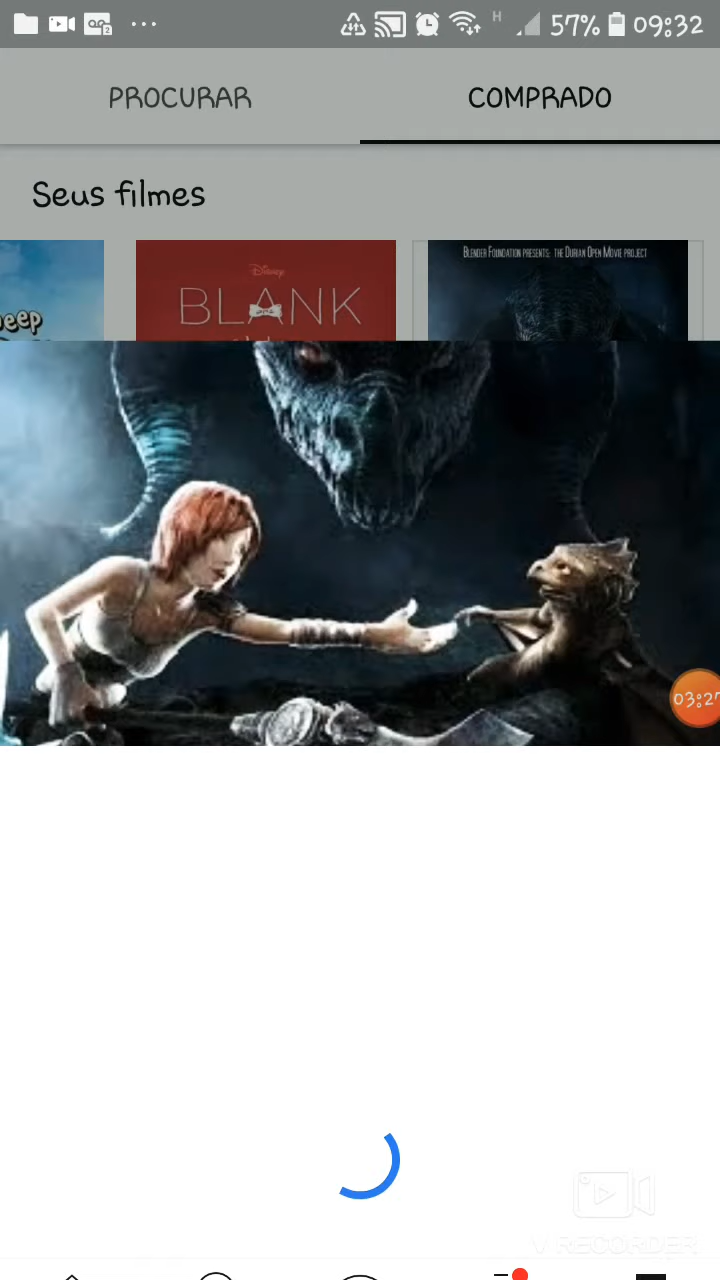 H 57% 09:32
PROCURAR COMPRADO
Seus filmes
eep
Disney
BLANK
BLENDER FOUNDATION PRESENTS: THE DURIAN OPEN MOVIE PROJECT
03:27
V RECORDER